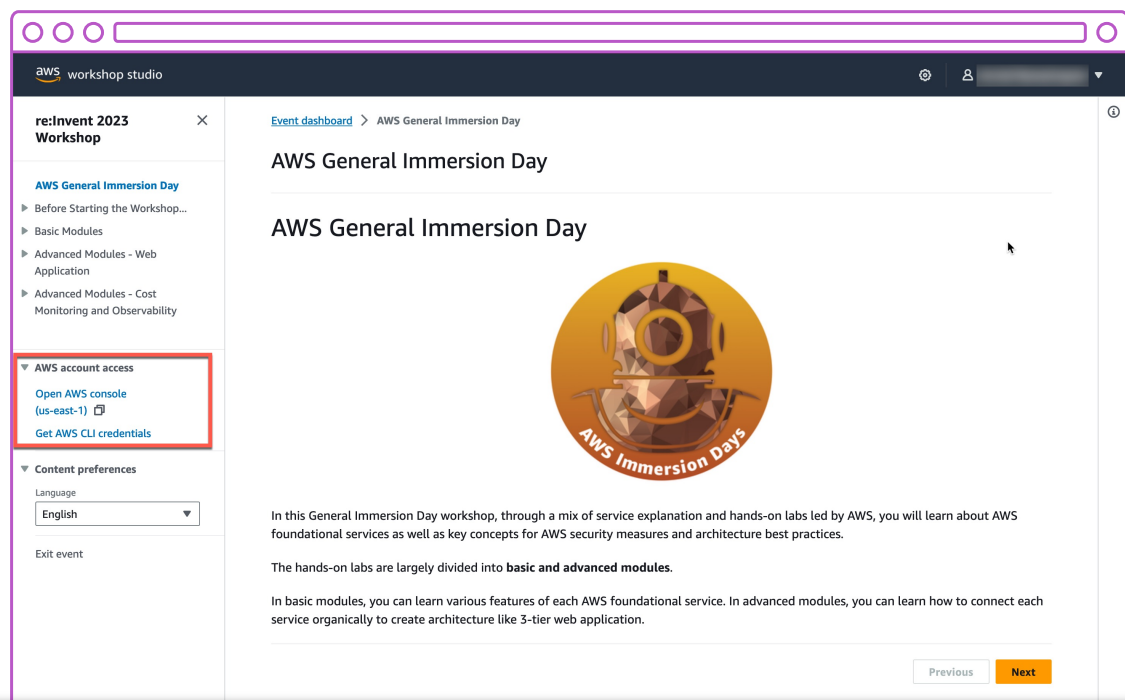 aws workshop studio
re:Invent 2023
Workshop
AWS General Immersion Day
Before Starting the Workshop...
Basic Modules
Advanced Modules - Web
Application
Advanced Modules - Cost
Monitoring and Observability
AWS account access
Open AWS console
(us-east-1)
Get AWS CLI credentials
Content preferences
Language
English
Exit event
Event dashboard > AWS General Immersion Day
AWS General Immersion Day
AWS General Immersion Day
AWS Immersion Days
In this General Immersion Day workshop, through a mix of service explanation and hands-on labs led by AWS, you will learn about AWS
foundational services as well as key concepts for AWS security measures and architecture best practices.
The hands-on labs are largely divided into basic and advanced modules.
In basic modules, you can learn various features of each AWS foundational service. In advanced modules, you can learn how to connect each
service organically to create architecture like 3-tier web application.
Previous
Next